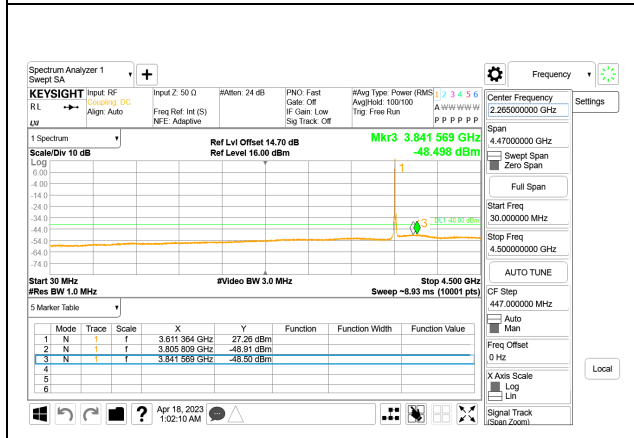 Spectrum Analyzer 1
Swept SA
+
Frequency
KEYSIGHT Input: RF
Coupling: DC
Align: Auto
Input Z: 50 Ω
Freq Ref: Int (S)
NFE: Adaptive
#Atten: 24 dB
PNO: Fast
Gate: Off
IF Gain: Low
Sig Track: Off
#Avg Type: Power (RMS
Avg|Hold: 100/100
Trig: Free Run
1 2 3 4 5 6
A W W W W W
P P P P P P
RL
LXI
Center Frequency
2.265000000 GHz
Settings
1 Spectrum
Scale/Div 10 dB
Ref Lvl Offset 14.70 dB
Ref Level 16.00 dBm
Mkr3 3.841 569 GHz
-48.498 dBm
Span
4.47000000 GHz
Swept Span
Zero Span
Log
6.00
-4.00
-14.0
-24.0
-34.0
-44.0
-54.0
-64.0
-74.0
1
3
DL1 -40.00 dBm
Full Span
Start Freq
30.000000 MHz
Stop Freq
4.500000000 GHz
AUTO TUNE
Start 30 MHz
#Res BW 1.0 MHz
#Video BW 3.0 MHz
Stop 4.500 GHz
Sweep ~8.93 ms (10001 pts)
CF Step
447.000000 MHz
Auto
Man
5 Marker Table
Mode Trace Scale X Y Function Function Width Function Value
1 N 1 f 3.611 364 GHz 27.26 dBm
2 N 1 f 3.805 809 GHz -48.91 dBm
3 N 1 f 3.841 569 GHz -48.50 dBm
4
5
6
Freq Offset
0 Hz
X Axis Scale
Log
Lin
Local
Signal Track
(Span Zoom)
?
Apr 18, 2023
1:02:10 AM